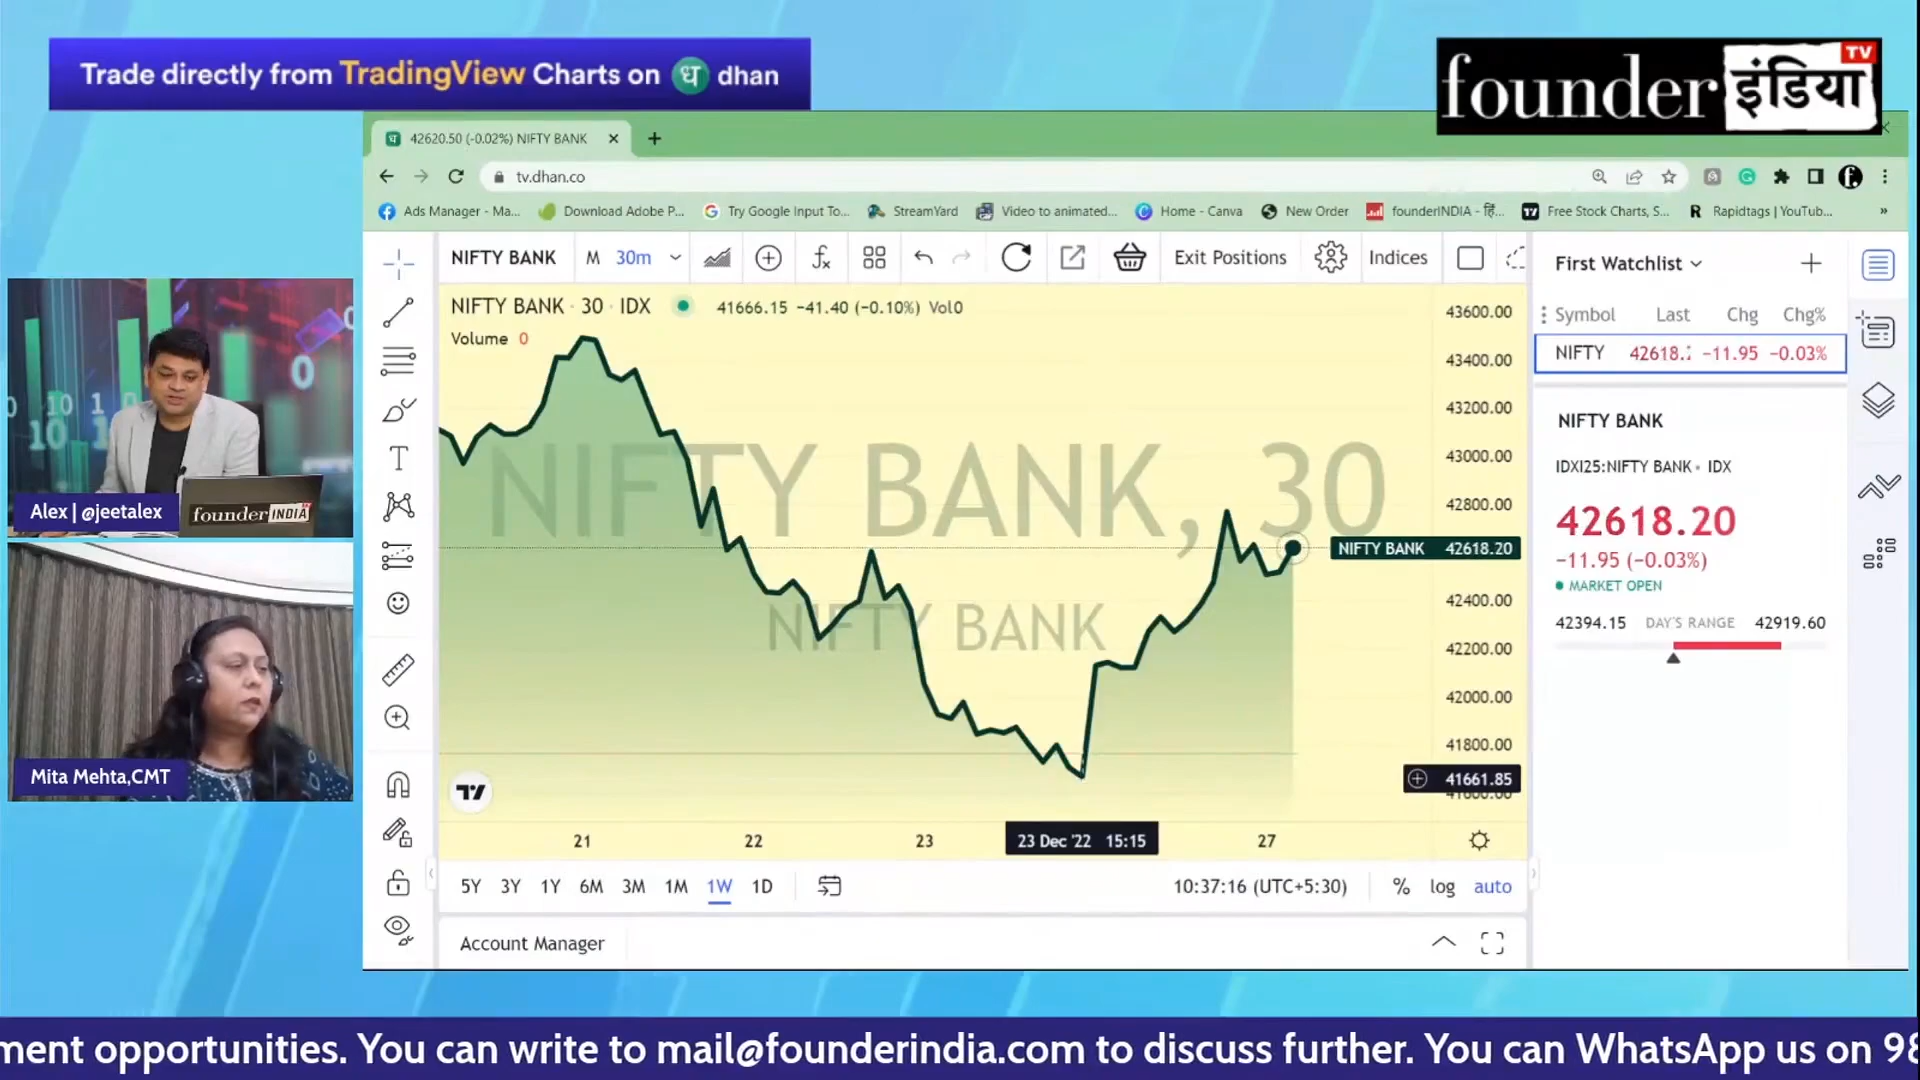 Trade directly from TradingView Charts on ध dhan
founder इंडिया TV
42620.50 (-0.02%) NIFTY BANK
tv.dhan.co
Ads Manager - Ma... Download Adobe P... Try Google Input To... StreamYard Video to animated... Home - Canva New Order founderINDIA - हिं... Free Stock Charts, S... Rapidtags | YouTub... »
NIFTY BANK M 30m Exit Positions Indices
First Watchlist
NIFTY BANK · 30 · IDX 41666.15 −41.40 (−0.10%) Vol0
Volume 0
Symbol Last Chg Chg%
NIFTY 42618. −11.95 −0.03%
NIFTY BANK, 30
NIFTY BANK
43600.00
43400.00
43200.00
43000.00
42800.00
NIFTY BANK 42618.20
42400.00
42200.00
42000.00
41800.00
41661.85
41600.00
21 22 23 23 Dec '22 15:15 27
5Y 3Y 1Y 6M 3M 1M 1W 1D 10:37:16 (UTC+5:30) % log auto
Account Manager
NIFTY BANK
IDXI25:NIFTY BANK • IDX
42618.20
−11.95 (−0.03%)
MARKET OPEN
42394.15 DAY'S RANGE 42919.60
10 1 0
10
0
Alex | @jeetalex
founder INDIA
Mita Mehta,CMT
ment opportunities. You can write to mail@founderindia.com to discuss further. You can WhatsApp us on 98